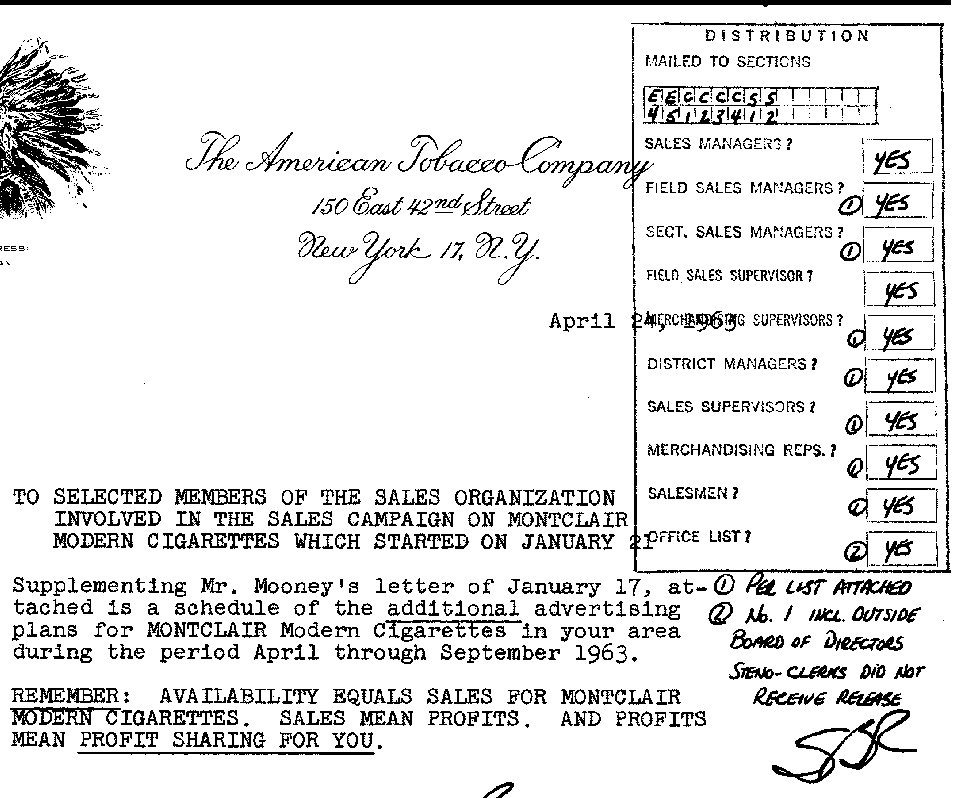 DISTRIBUTION
MAILED TO SECTIONS
E E C C C C S S
4 5 1 2 3 4 1 2
SALES MANAGERS? YES
FIELD SALES MANAGERS? ① YES
SECT. SALES MANAGERS? ① YES
FIELD SALES SUPERVISOR? YES
MERCHANDISING SUPERVISORS? ① YES
DISTRICT MANAGERS? ① YES
SALES SUPERVISORS? ① YES
MERCHANDISING REPS.? ① YES
SALESMEN? ① YES
OFFICE LIST? ② YES
The American Tobacco Company
150 East 42nd Street
New York 17, N.Y.
April 24, 1963
TO SELECTED MEMBERS OF THE SALES ORGANIZATION
INVOLVED IN THE SALES CAMPAIGN ON MONTCLAIR
MODERN CIGARETTES WHICH STARTED ON JANUARY 21
Supplementing Mr. Mooney's letter of January 17, at-
tached is a schedule of the additional advertising
plans for MONTCLAIR Modern Cigarettes in your area
during the period April through September 1963.
① PER LIST ATTACHED
② No. 1 INCL. OUTSIDE
BOARD OF DIRECTORS
STENO-CLERKS DID NOT
RECEIVE RELEASE
REMEMBER: AVAILABILITY EQUALS SALES FOR MONTCLAIR
MODERN CIGARETTES. SALES MEAN PROFITS. AND PROFITS
MEAN PROFIT SHARING FOR YOU.